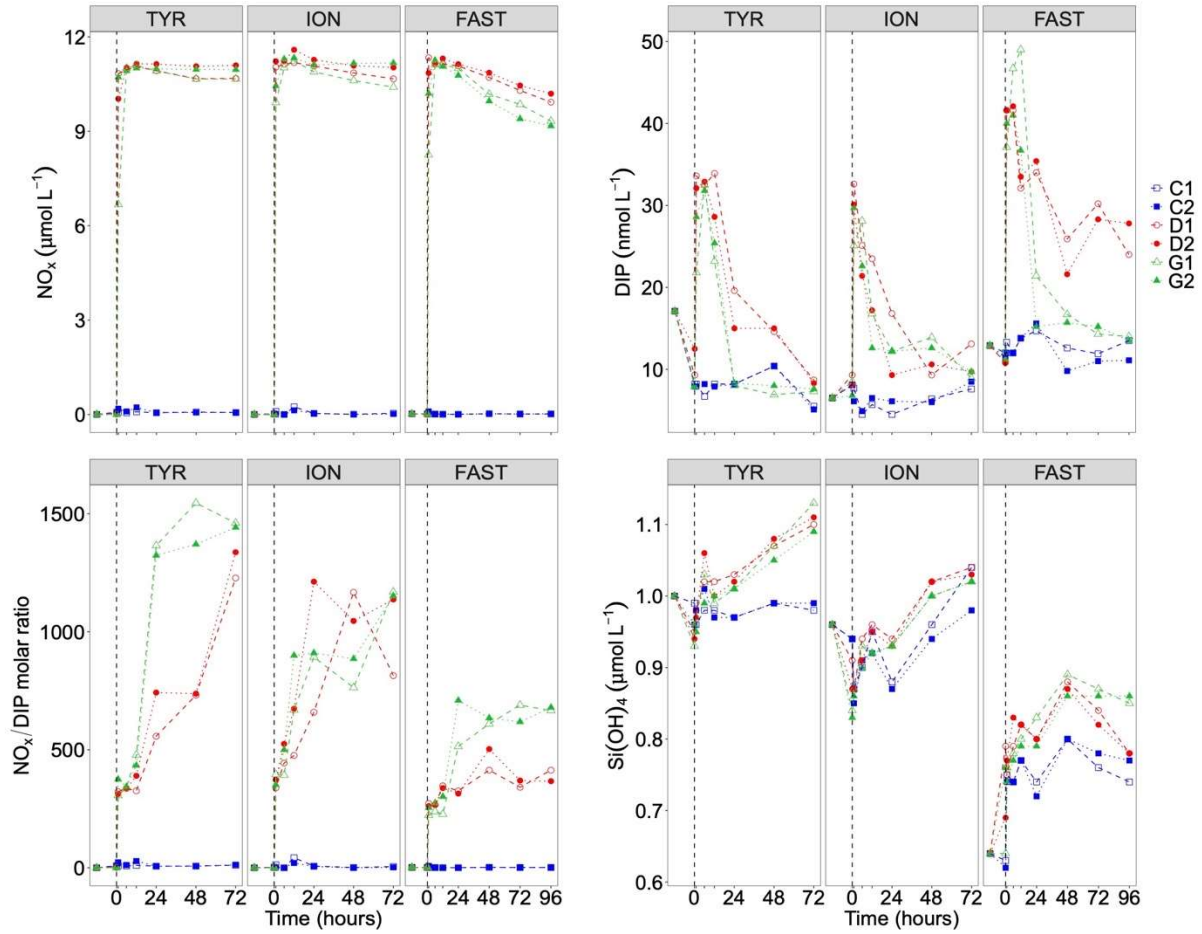 TYR ION FAST
NOₓ (µmol L⁻¹)
12
9
6
3
0
TYR ION FAST
DIP (nmol L⁻¹)
50
40
30
20
10
C1
C2
D1
D2
G1
G2
TYR ION FAST
NOₓ/DIP molar ratio
1500
1000
500
0
0 24 48 72 0 24 48 72 0 24 48 72 96
Time (hours)
TYR ION FAST
Si(OH)₄ (µmol L⁻¹)
1.1
1.0
0.9
0.8
0.7
0.6
0 24 48 72 0 24 48 72 0 24 48 72 96
Time (hours)